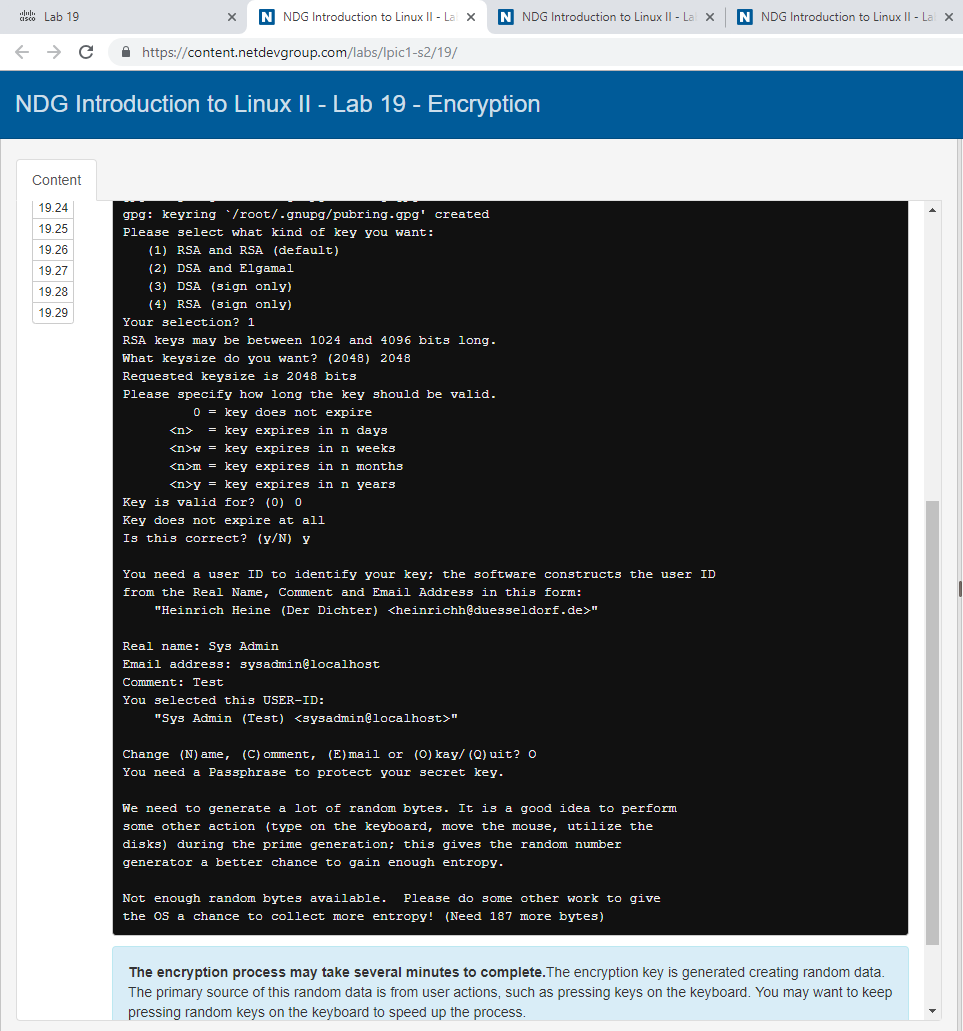 Lab 19
NDG Introduction to Linux II - La
NDG Introduction to Linux II - La
NDG Introduction to Linux II - La
https://content.netdevgroup.com/labs/lpic1-s2/19/
NDG Introduction to Linux II - Lab 19 - Encryption
Content
19.24
19.25
19.26
19.27
19.28
19.29
gpg: keyring `/root/.gnupg/pubring.gpg' created
Please select what kind of key you want:
   (1) RSA and RSA (default)
   (2) DSA and Elgamal
   (3) DSA (sign only)
   (4) RSA (sign only)
Your selection? 1
RSA keys may be between 1024 and 4096 bits long.
What keysize do you want? (2048) 2048
Requested keysize is 2048 bits
Please specify how long the key should be valid.
         0 = key does not expire
      <n>  = key expires in n days
      <n>w = key expires in n weeks
      <n>m = key expires in n months
      <n>y = key expires in n years
Key is valid for? (0) 0
Key does not expire at all
Is this correct? (y/N) y
You need a user ID to identify your key; the software constructs the user ID
from the Real Name, Comment and Email Address in this form:
    "Heinrich Heine (Der Dichter) <heinrichh@duesseldorf.de>"
Real name: Sys Admin
Email address: sysadmin@localhost
Comment: Test
You selected this USER-ID:
    "Sys Admin (Test) <sysadmin@localhost>"
Change (N)ame, (C)omment, (E)mail or (O)kay/(Q)uit? O
You need a Passphrase to protect your secret key.
We need to generate a lot of random bytes. It is a good idea to perform
some other action (type on the keyboard, move the mouse, utilize the
disks) during the prime generation; this gives the random number
generator a better chance to gain enough entropy.
Not enough random bytes available.  Please do some other work to give
the OS a chance to collect more entropy! (Need 187 more bytes)
The encryption process may take several minutes to complete.The encryption key is generated creating random data.
The primary source of this random data is from user actions, such as pressing keys on the keyboard. You may want to keep
pressing random keys on the keyboard to speed up the process.